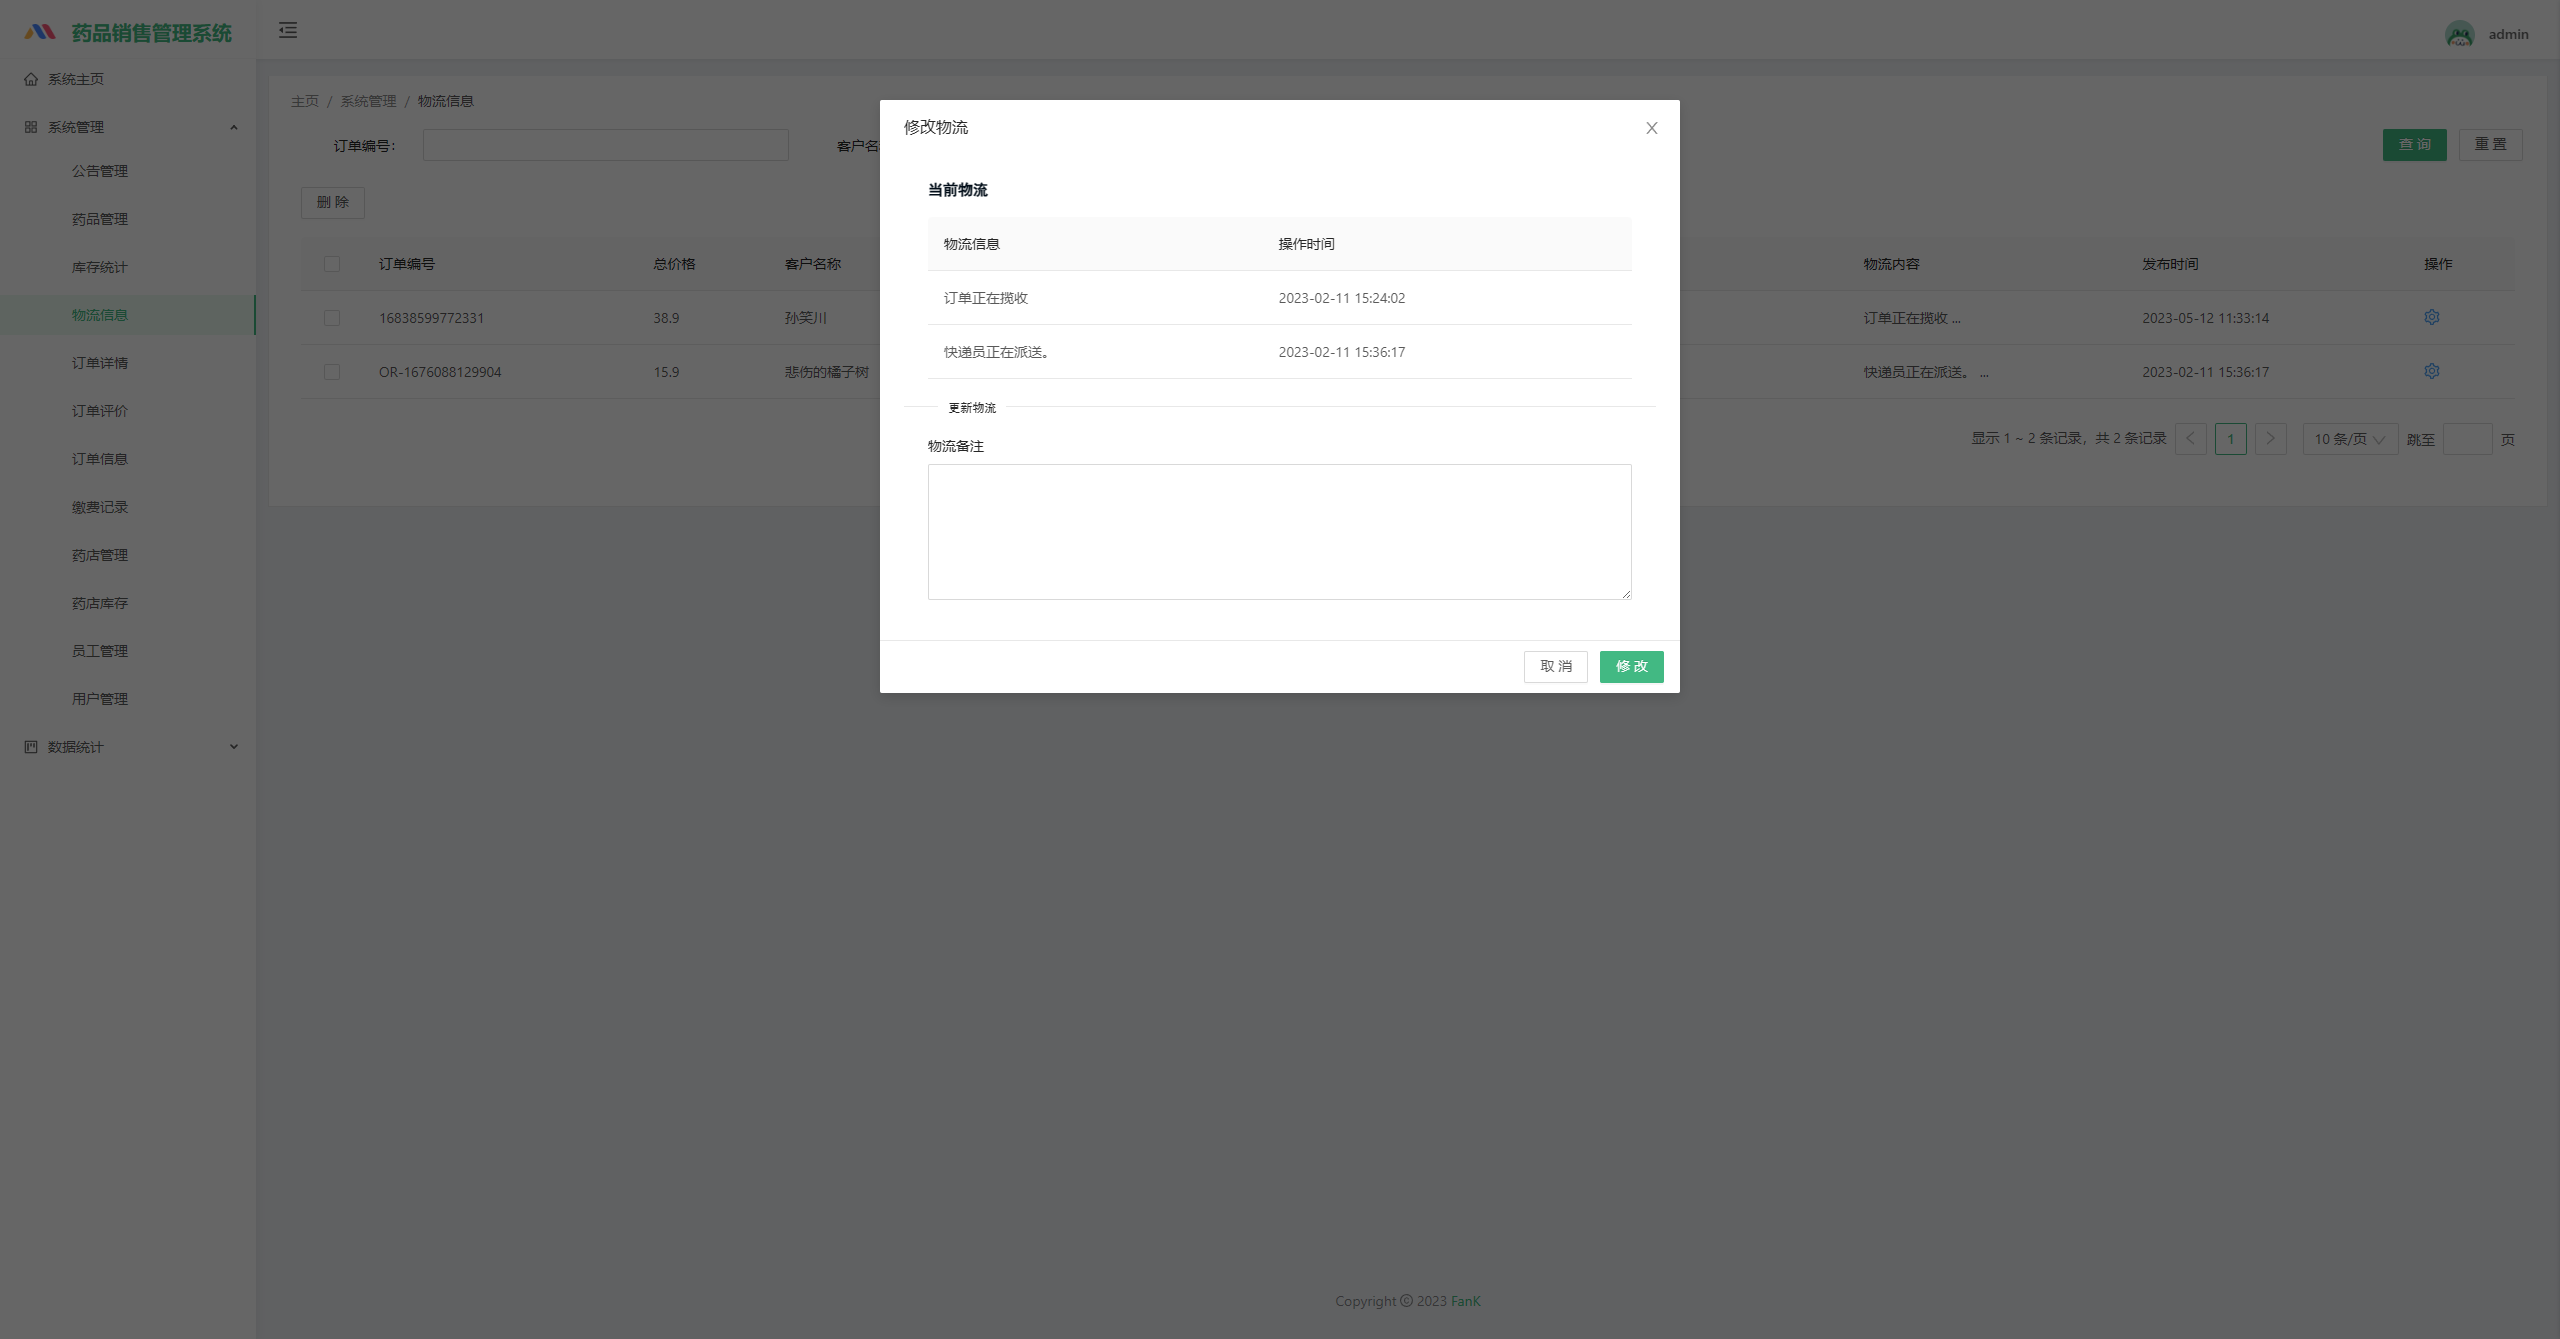 药品销售管理系统
admin
系统主页
系统管理
公告管理
药品管理
库存统计
物流信息
订单详情
订单评价
订单信息
缴费记录
药店管理
药店库存
员工管理
用户管理
数据统计
主页 / 系统管理 / 物流信息
订单编号: 客户名
查 询 重 置
删 除
订单编号 总价格 客户名称 物流内容 发布时间 操作
16838599772331 38.9 孙笑川 订单正在揽收 ... 2023-05-12 11:33:14
OR-1676088129904 15.9 悲伤的橘子树 快递员正在派送。 ... 2023-02-11 15:36:17
显示 1 ~ 2 条记录，共 2 条记录 1 10 条/页 跳至 页
修改物流
当前物流
物流信息 操作时间
订单正在揽收 2023-02-11 15:24:02
快递员正在派送。 2023-02-11 15:36:17
更新物流
物流备注
取 消 修 改
Copyright © 2023 FanK